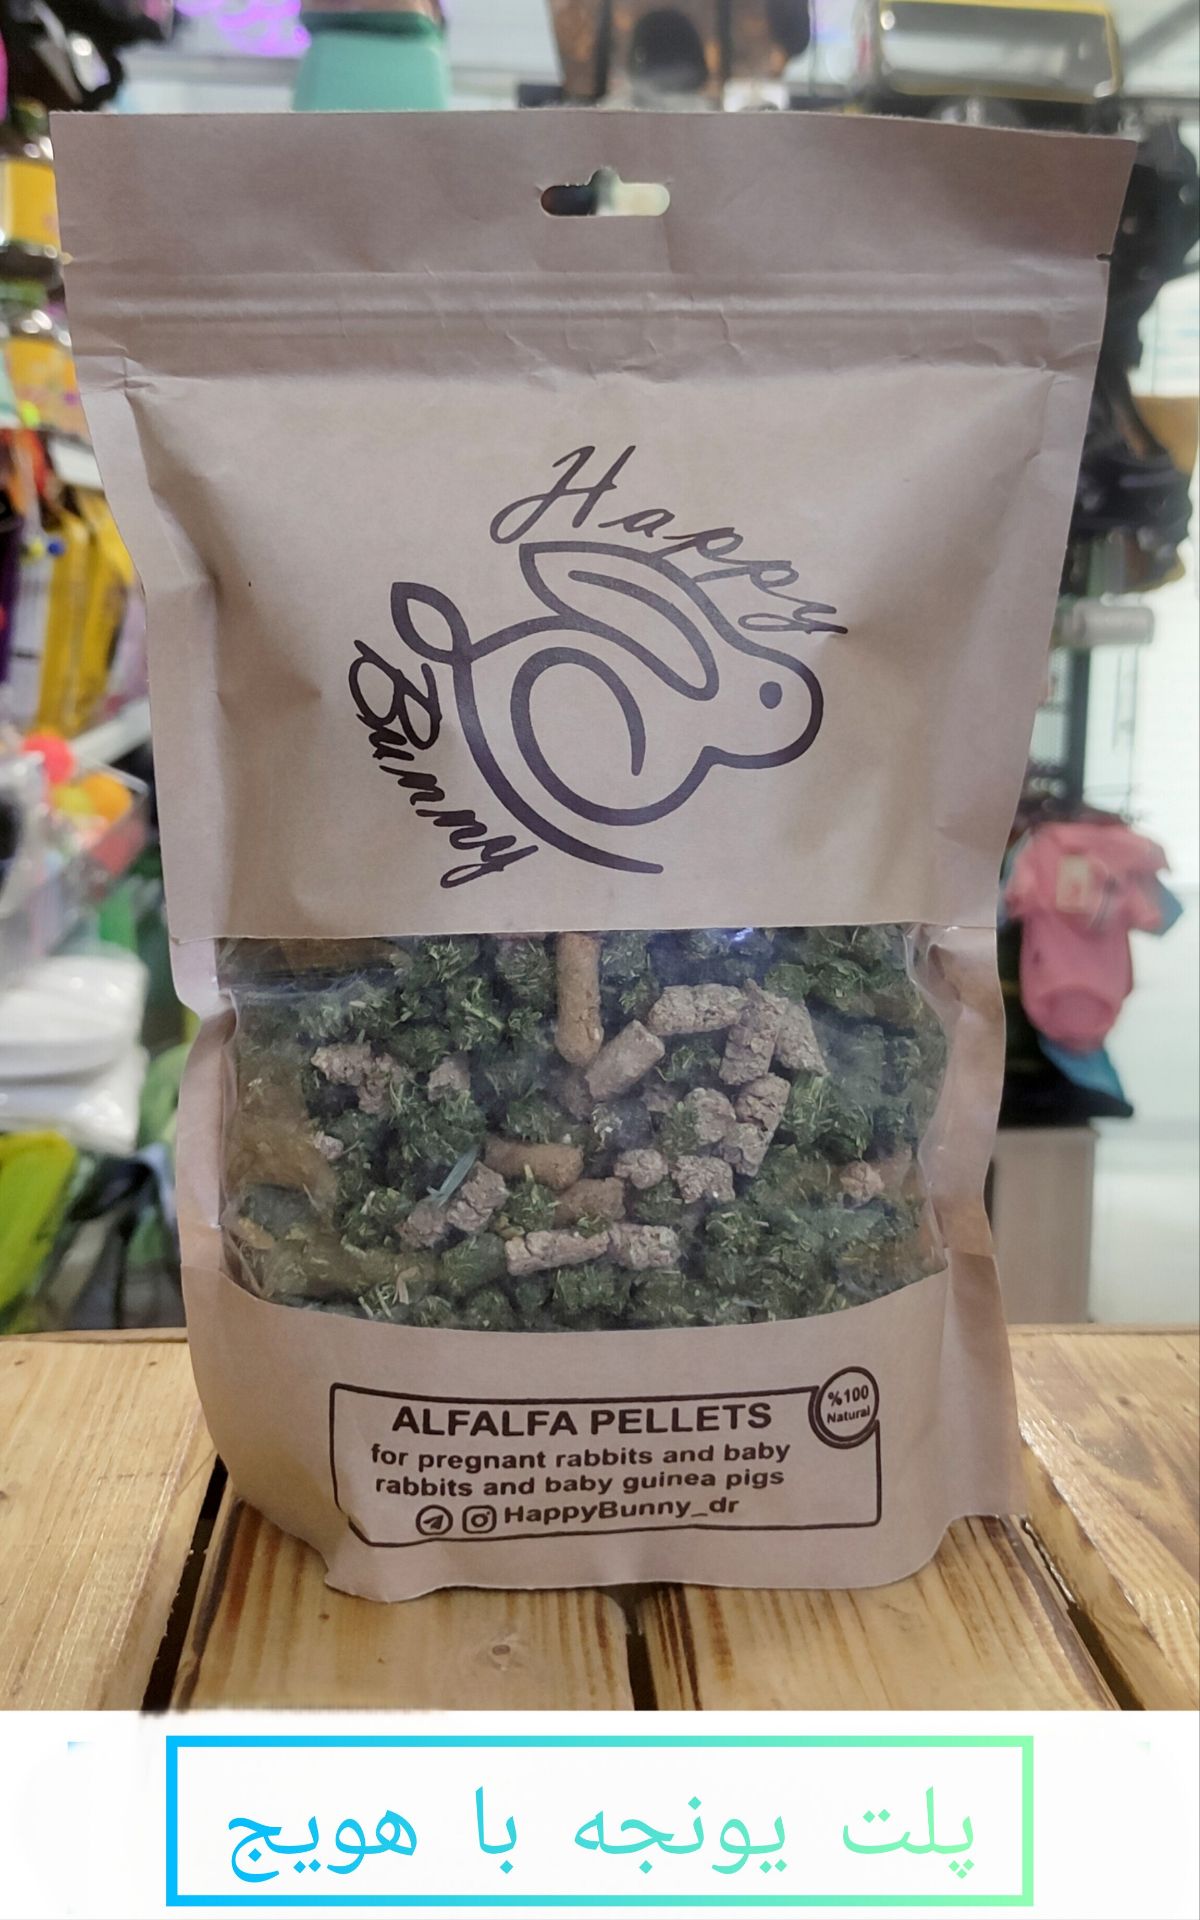 Happy
Bunny
ALFALFA PELLETS
%100
Natural
for pregnant rabbits and baby
rabbits and baby guinea pigs
HappyBunny_dr
پلت یونجه با هویج